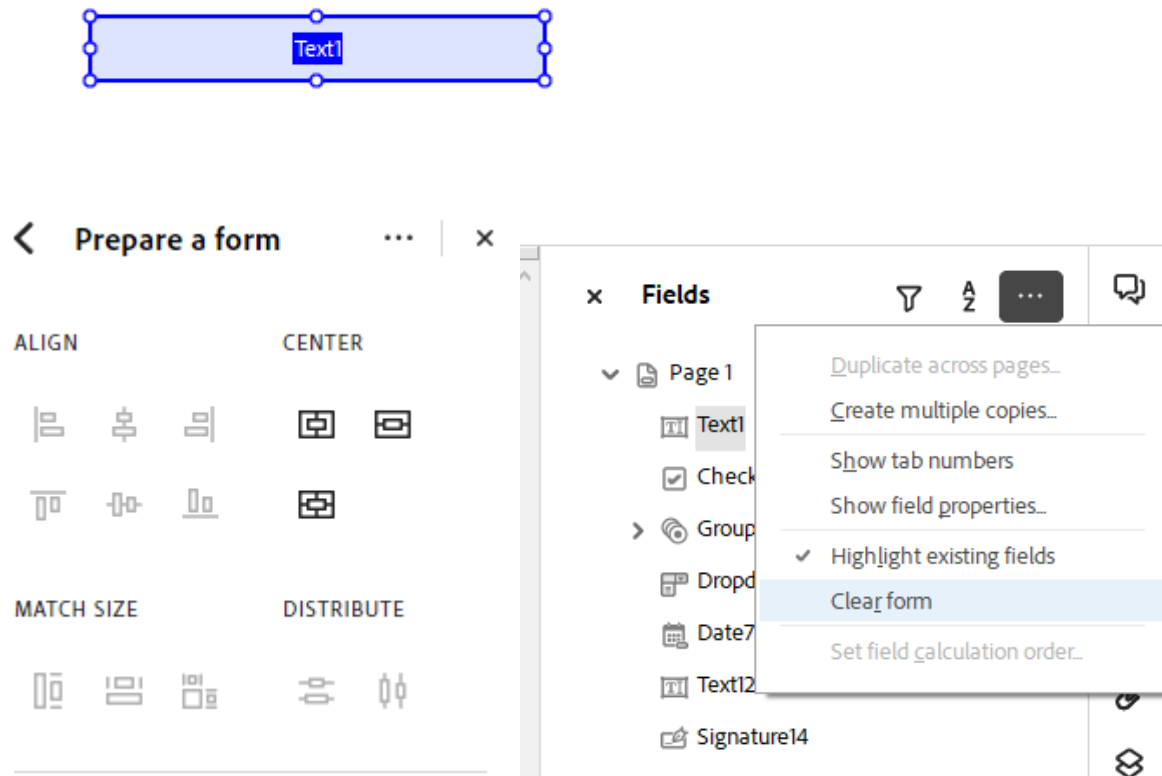 Text1
Prepare a form
ALIGN
CENTER
MATCH SIZE
DISTRIBUTE
Fields
A
Z
Page 1
Text1
Check
Group
Dropd
Date7
Text12
Signature14
Duplicate across pages...
Create multiple copies...
Show tab numbers
Show field properties...
Highlight existing fields
Clear form
Set field calculation order...